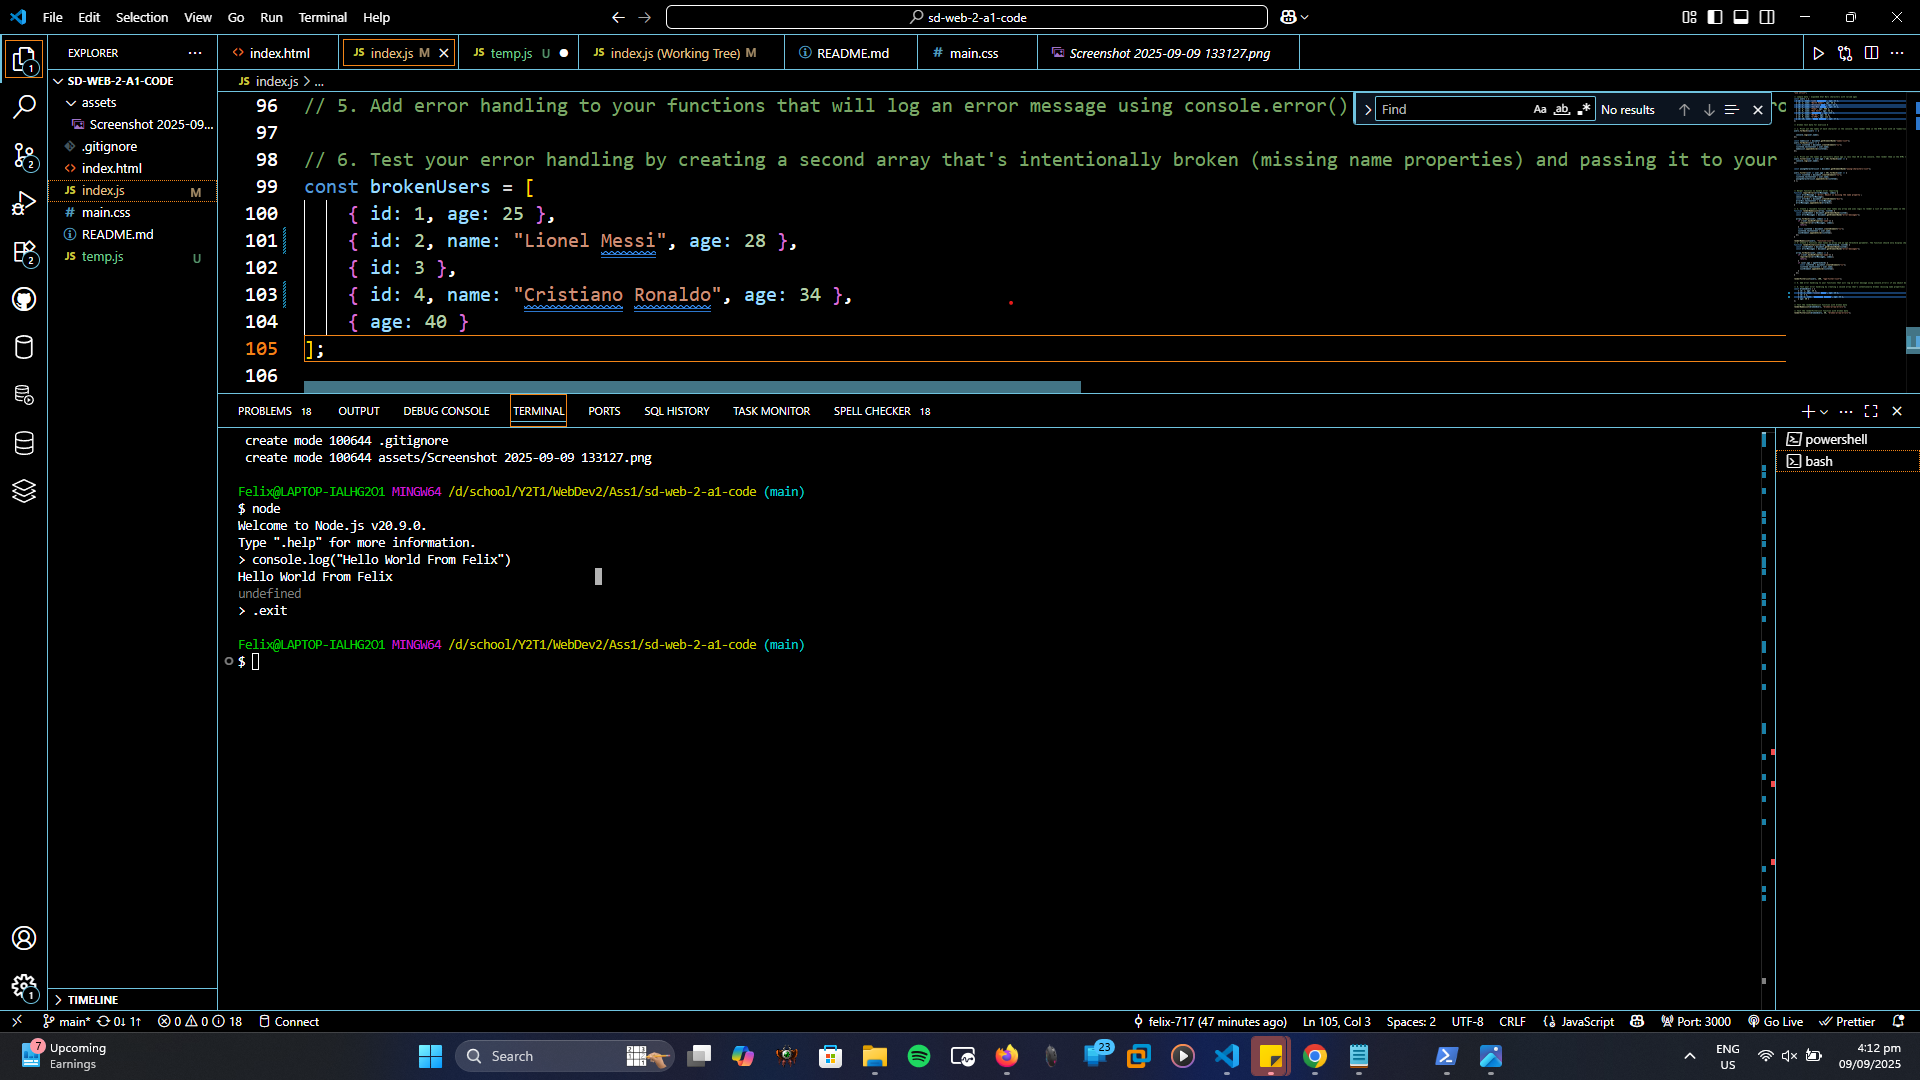 File Edit Selection View Go Run Terminal Help
sd-web-2-a1-code
EXPLORER
SD-WEB-2-A1-CODE
assets
Screenshot 2025-09...
.gitignore
index.html
index.js M
main.css
README.md
temp.js U
TIMELINE
index.html
index.js M
temp.js U
index.js (Working Tree) M
README.md
main.css
Screenshot 2025-09-09 133127.png
index.js > ...
Find
Aa ab .*
No results
96 // 5. Add error handling to your functions that will log an error message using console.error()
97
98 // 6. Test your error handling by creating a second array that's intentionally broken (missing name properties) and passing it to your
99 const brokenUsers = [
100 { id: 1, age: 25 },
101 { id: 2, name: "Lionel Messi", age: 28 },
102 { id: 3 },
103 { id: 4, name: "Cristiano Ronaldo", age: 34 },
104 { age: 40 }
105 ];
106
PROBLEMS 18 OUTPUT DEBUG CONSOLE TERMINAL PORTS SQL HISTORY TASK MONITOR SPELL CHECKER 18
create mode 100644 .gitignore
create mode 100644 assets/Screenshot 2025-09-09 133127.png
Felix@LAPTOP-IALHG2O1 MINGW64 /d/school/Y2T1/WebDev2/Ass1/sd-web-2-a1-code (main)
$ node
Welcome to Node.js v20.9.0.
Type ".help" for more information.
> console.log("Hello World From Felix")
Hello World From Felix
undefined
> .exit
Felix@LAPTOP-IALHG2O1 MINGW64 /d/school/Y2T1/WebDev2/Ass1/sd-web-2-a1-code (main)
$
powershell
bash
main* 0↓ 1↑ 0 0 18 Connect
felix-717 (47 minutes ago) Ln 105, Col 3 Spaces: 2 UTF-8 CRLF {} JavaScript Port: 3000 Go Live Prettier
7
Upcoming
Earnings
Search
23
ENG
US
4:12 pm
09/09/2025